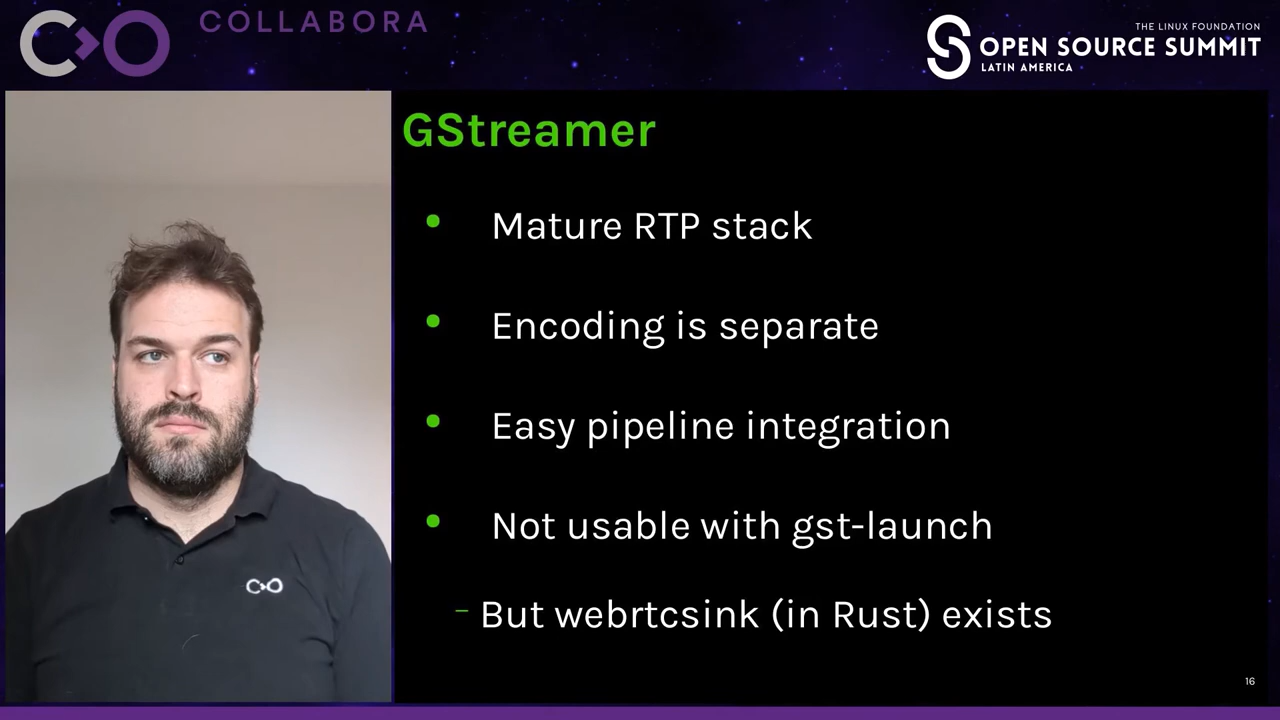 COLLABORA
THE LINUX FOUNDATION
OPEN SOURCE SUMMIT
LATIN AMERICA
GStreamer
• Mature RTP stack
• Encoding is separate
• Easy pipeline integration
• Not usable with gst-launch
– But webrtcsink (in Rust) exists
16